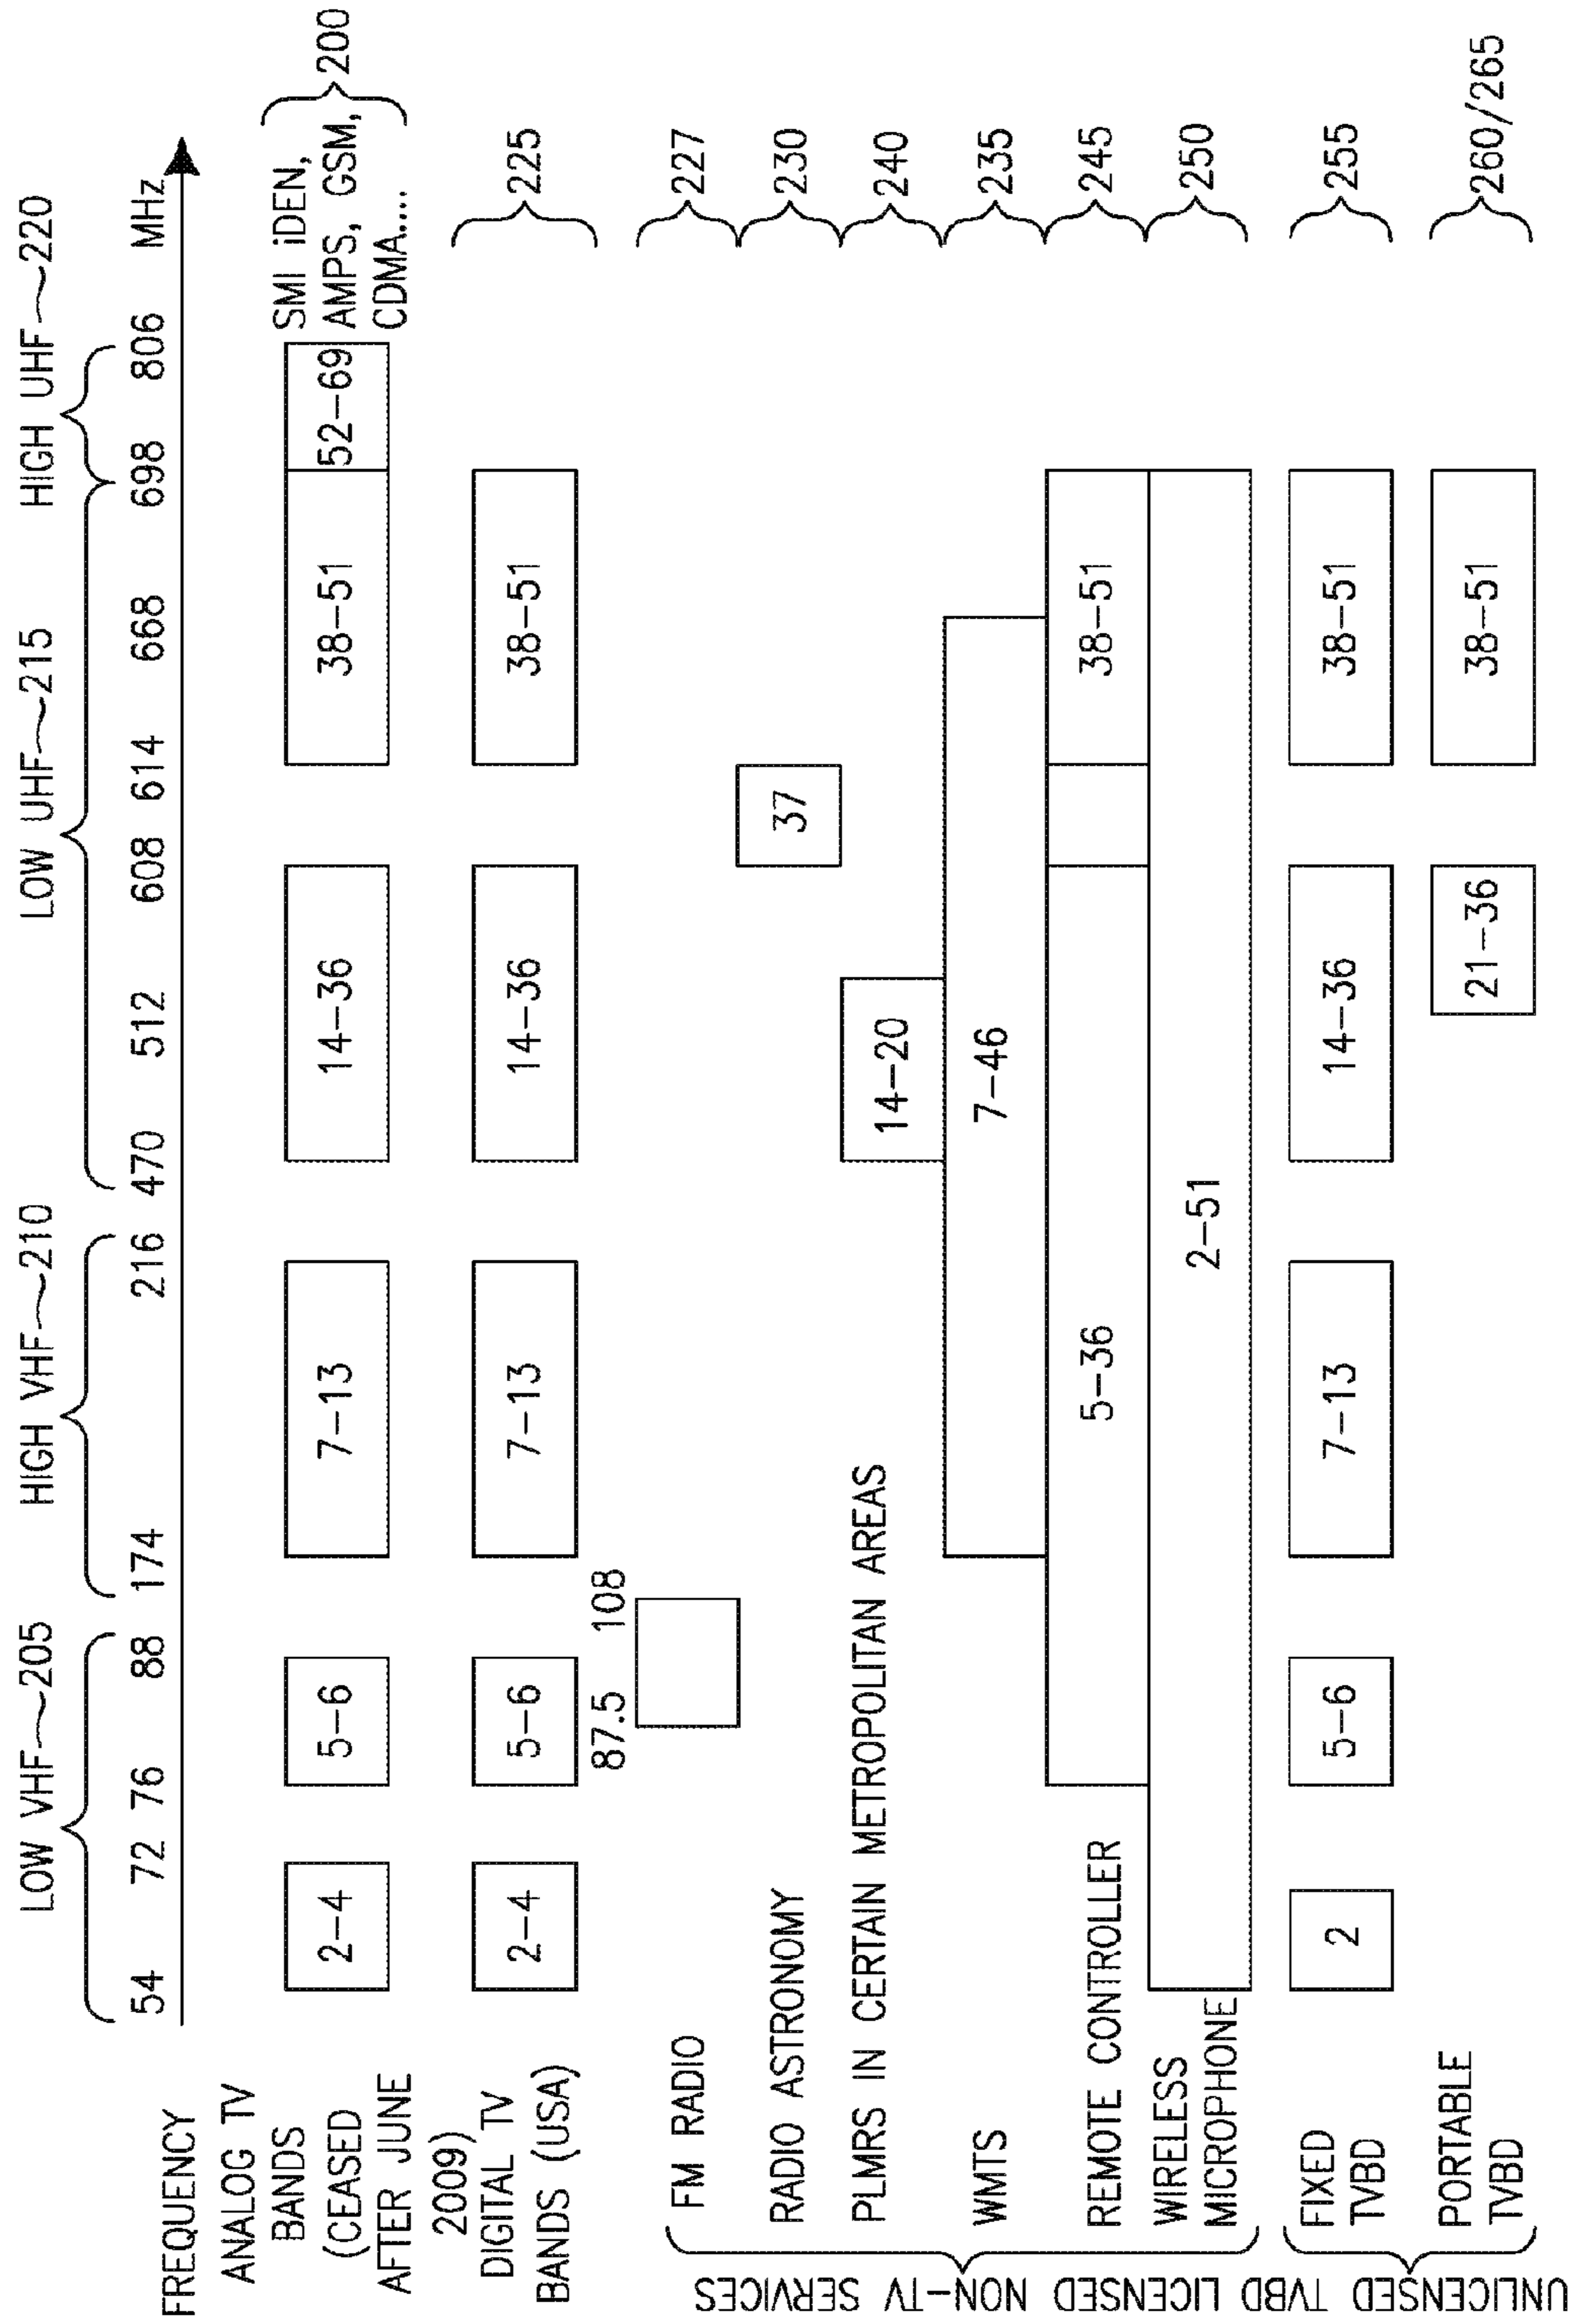 LOW VHF~205
HIGH VHF~210
LOW UHF~215
HIGH UHF~220
FREQUENCY
54 72 76 88 174 216 470 512 608 614 668 698 806 MHz
ANALOG TV
BANDS
(CEASED
AFTER JUNE
2009)
2-4 5-6 7-13 14-36 38-51 52-69
SMI iDEN,
AMPS, GSM,
CDMA....
200
DIGITAL TV
BANDS (USA)
2-4 5-6 7-13 14-36 38-51
225
87.5 108
FM RADIO
227
RADIO ASTRONOMY
37
230
PLMRS IN CERTAIN METROPOLITAN AREAS
14-20
240
WMTS
7-46
235
REMOTE CONTROLLER
5-36 38-51
245
WIRELESS
MICROPHONE
2-51
250
FIXED
TVBD
2 5-6 7-13 14-36 38-51
255
PORTABLE
TVBD
21-36 38-51
260/265
UNLICENSED TVBD LICENSED NON-TV SERVICES